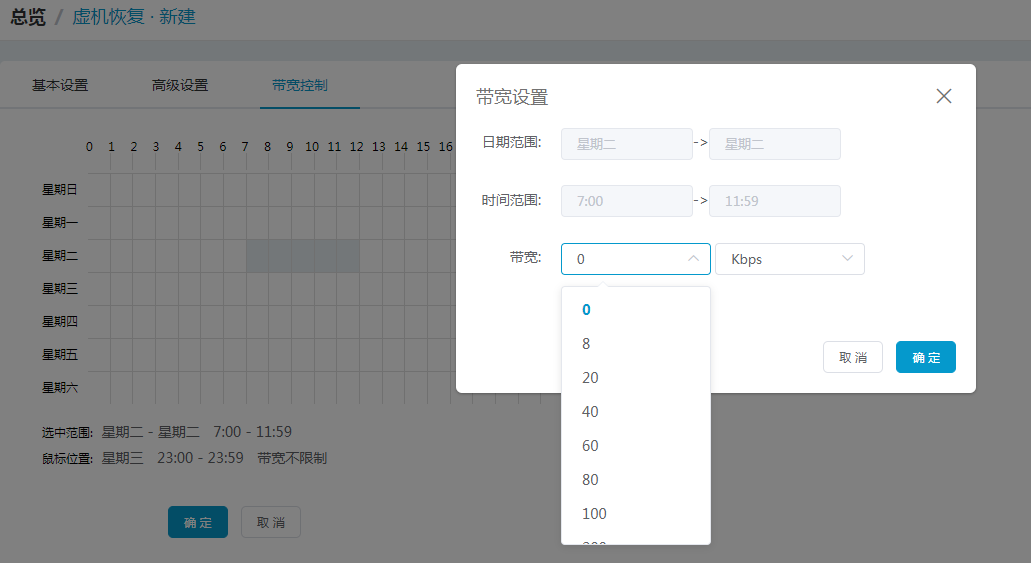 总览 / 虚机恢复 · 新建
基本设置 高级设置 带宽控制
0 1 2 3 4 5 6 7 8 9 10 11 12 13 14 15 16
星期日
星期一
星期二
星期三
星期四
星期五
星期六
选中范围: 星期二 - 星期二 7:00 - 11:59
鼠标位置: 星期三 23:00 - 23:59 带宽不限制
确定 取消
带宽设置
日期范围: 星期二 -> 星期二
时间范围: 7:00 -> 11:59
带宽: 0 Kbps
0
8
20
40
60
80
100
取消 确定